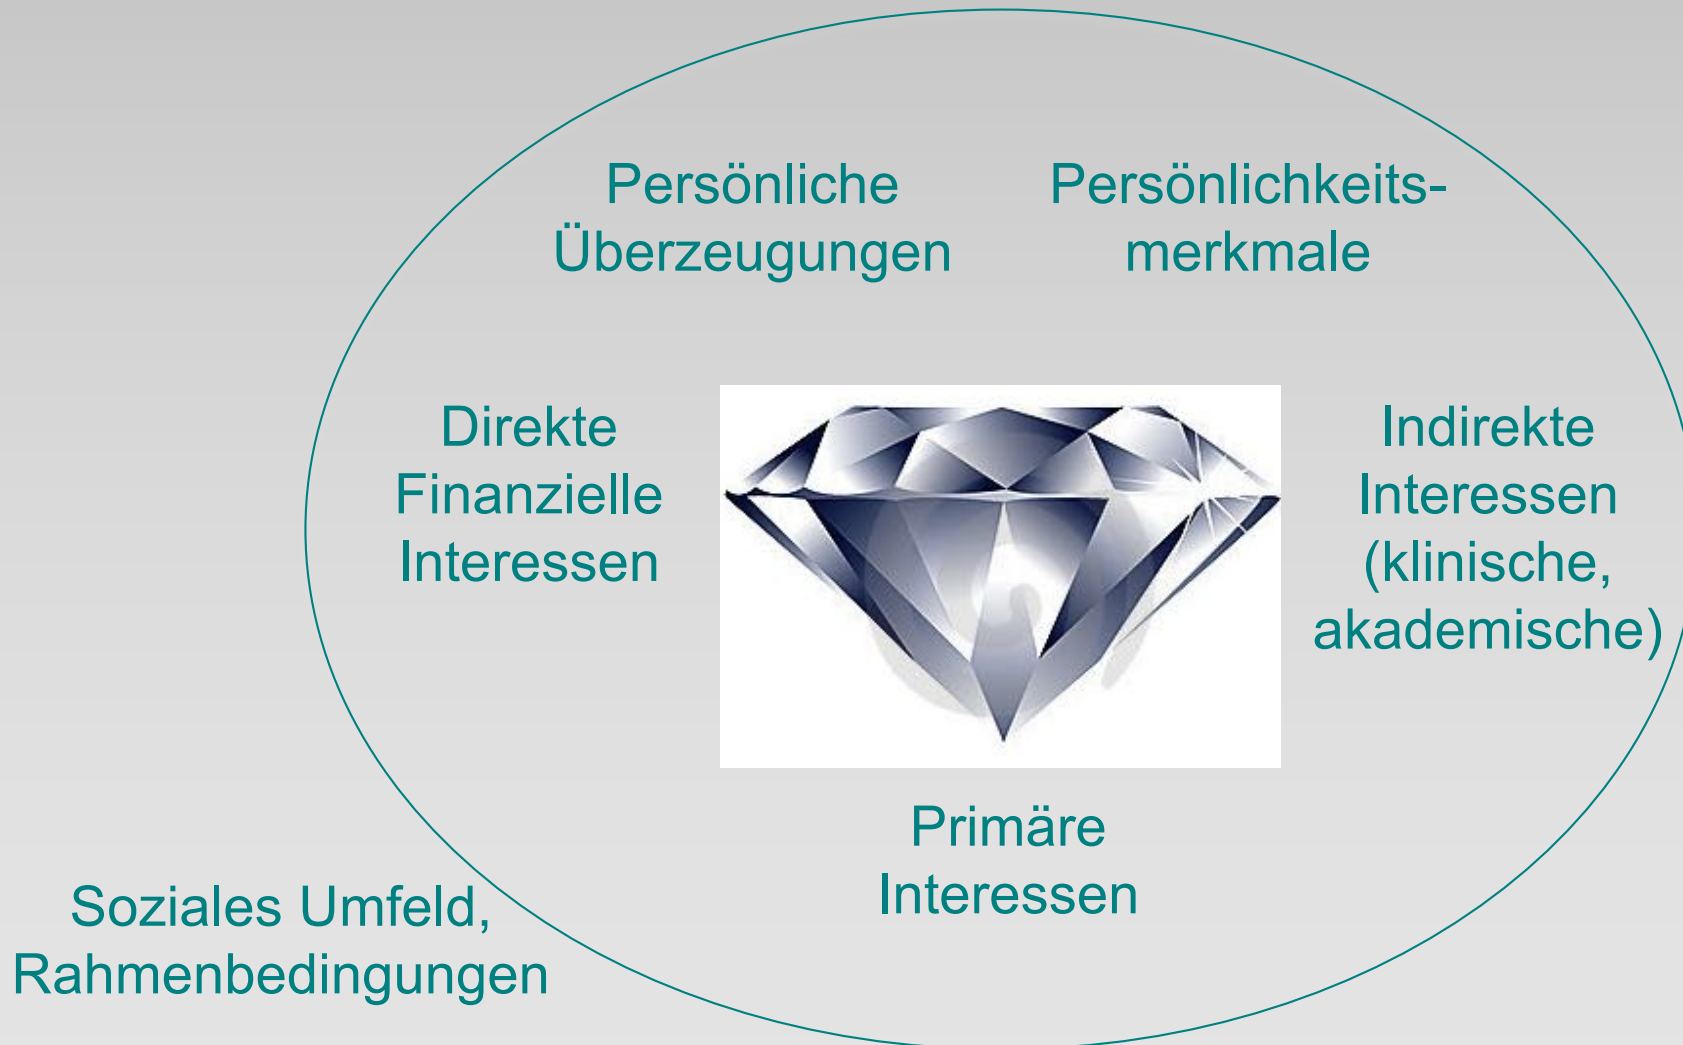 Persönliche
Überzeugungen
Persönlichkeits-
merkmale
Direkte
Finanzielle
Interessen
Indirekte
Interessen
(klinische,
akademische)
Primäre
Interessen
Soziales Umfeld,
Rahmenbedingungen